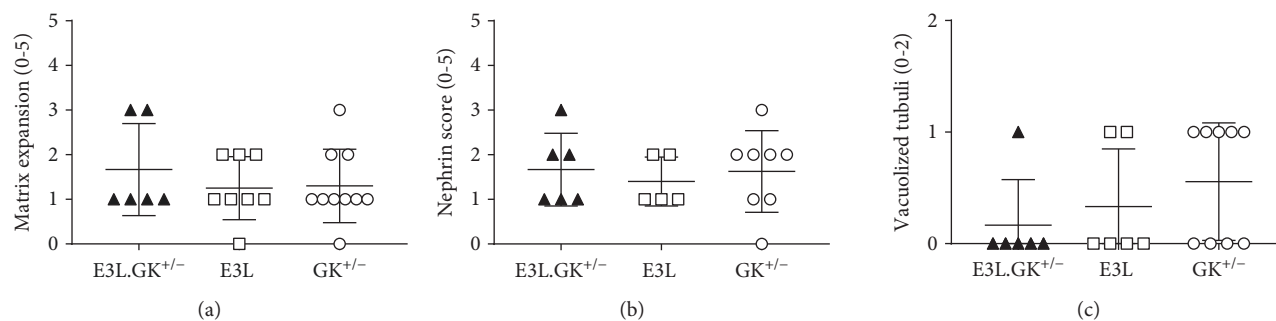 Matrix expansion (0-5)
5
4
3
2
1
0
E3L.GK+/−
E3L
GK+/−
(a)
Nephrin score (0-5)
5
4
3
2
1
0
E3L.GK+/−
E3L
GK+/−
(b)
Vacuolized tubuli (0-2)
2
1
0
E3L.GK+/−
E3L
GK+/−
(c)